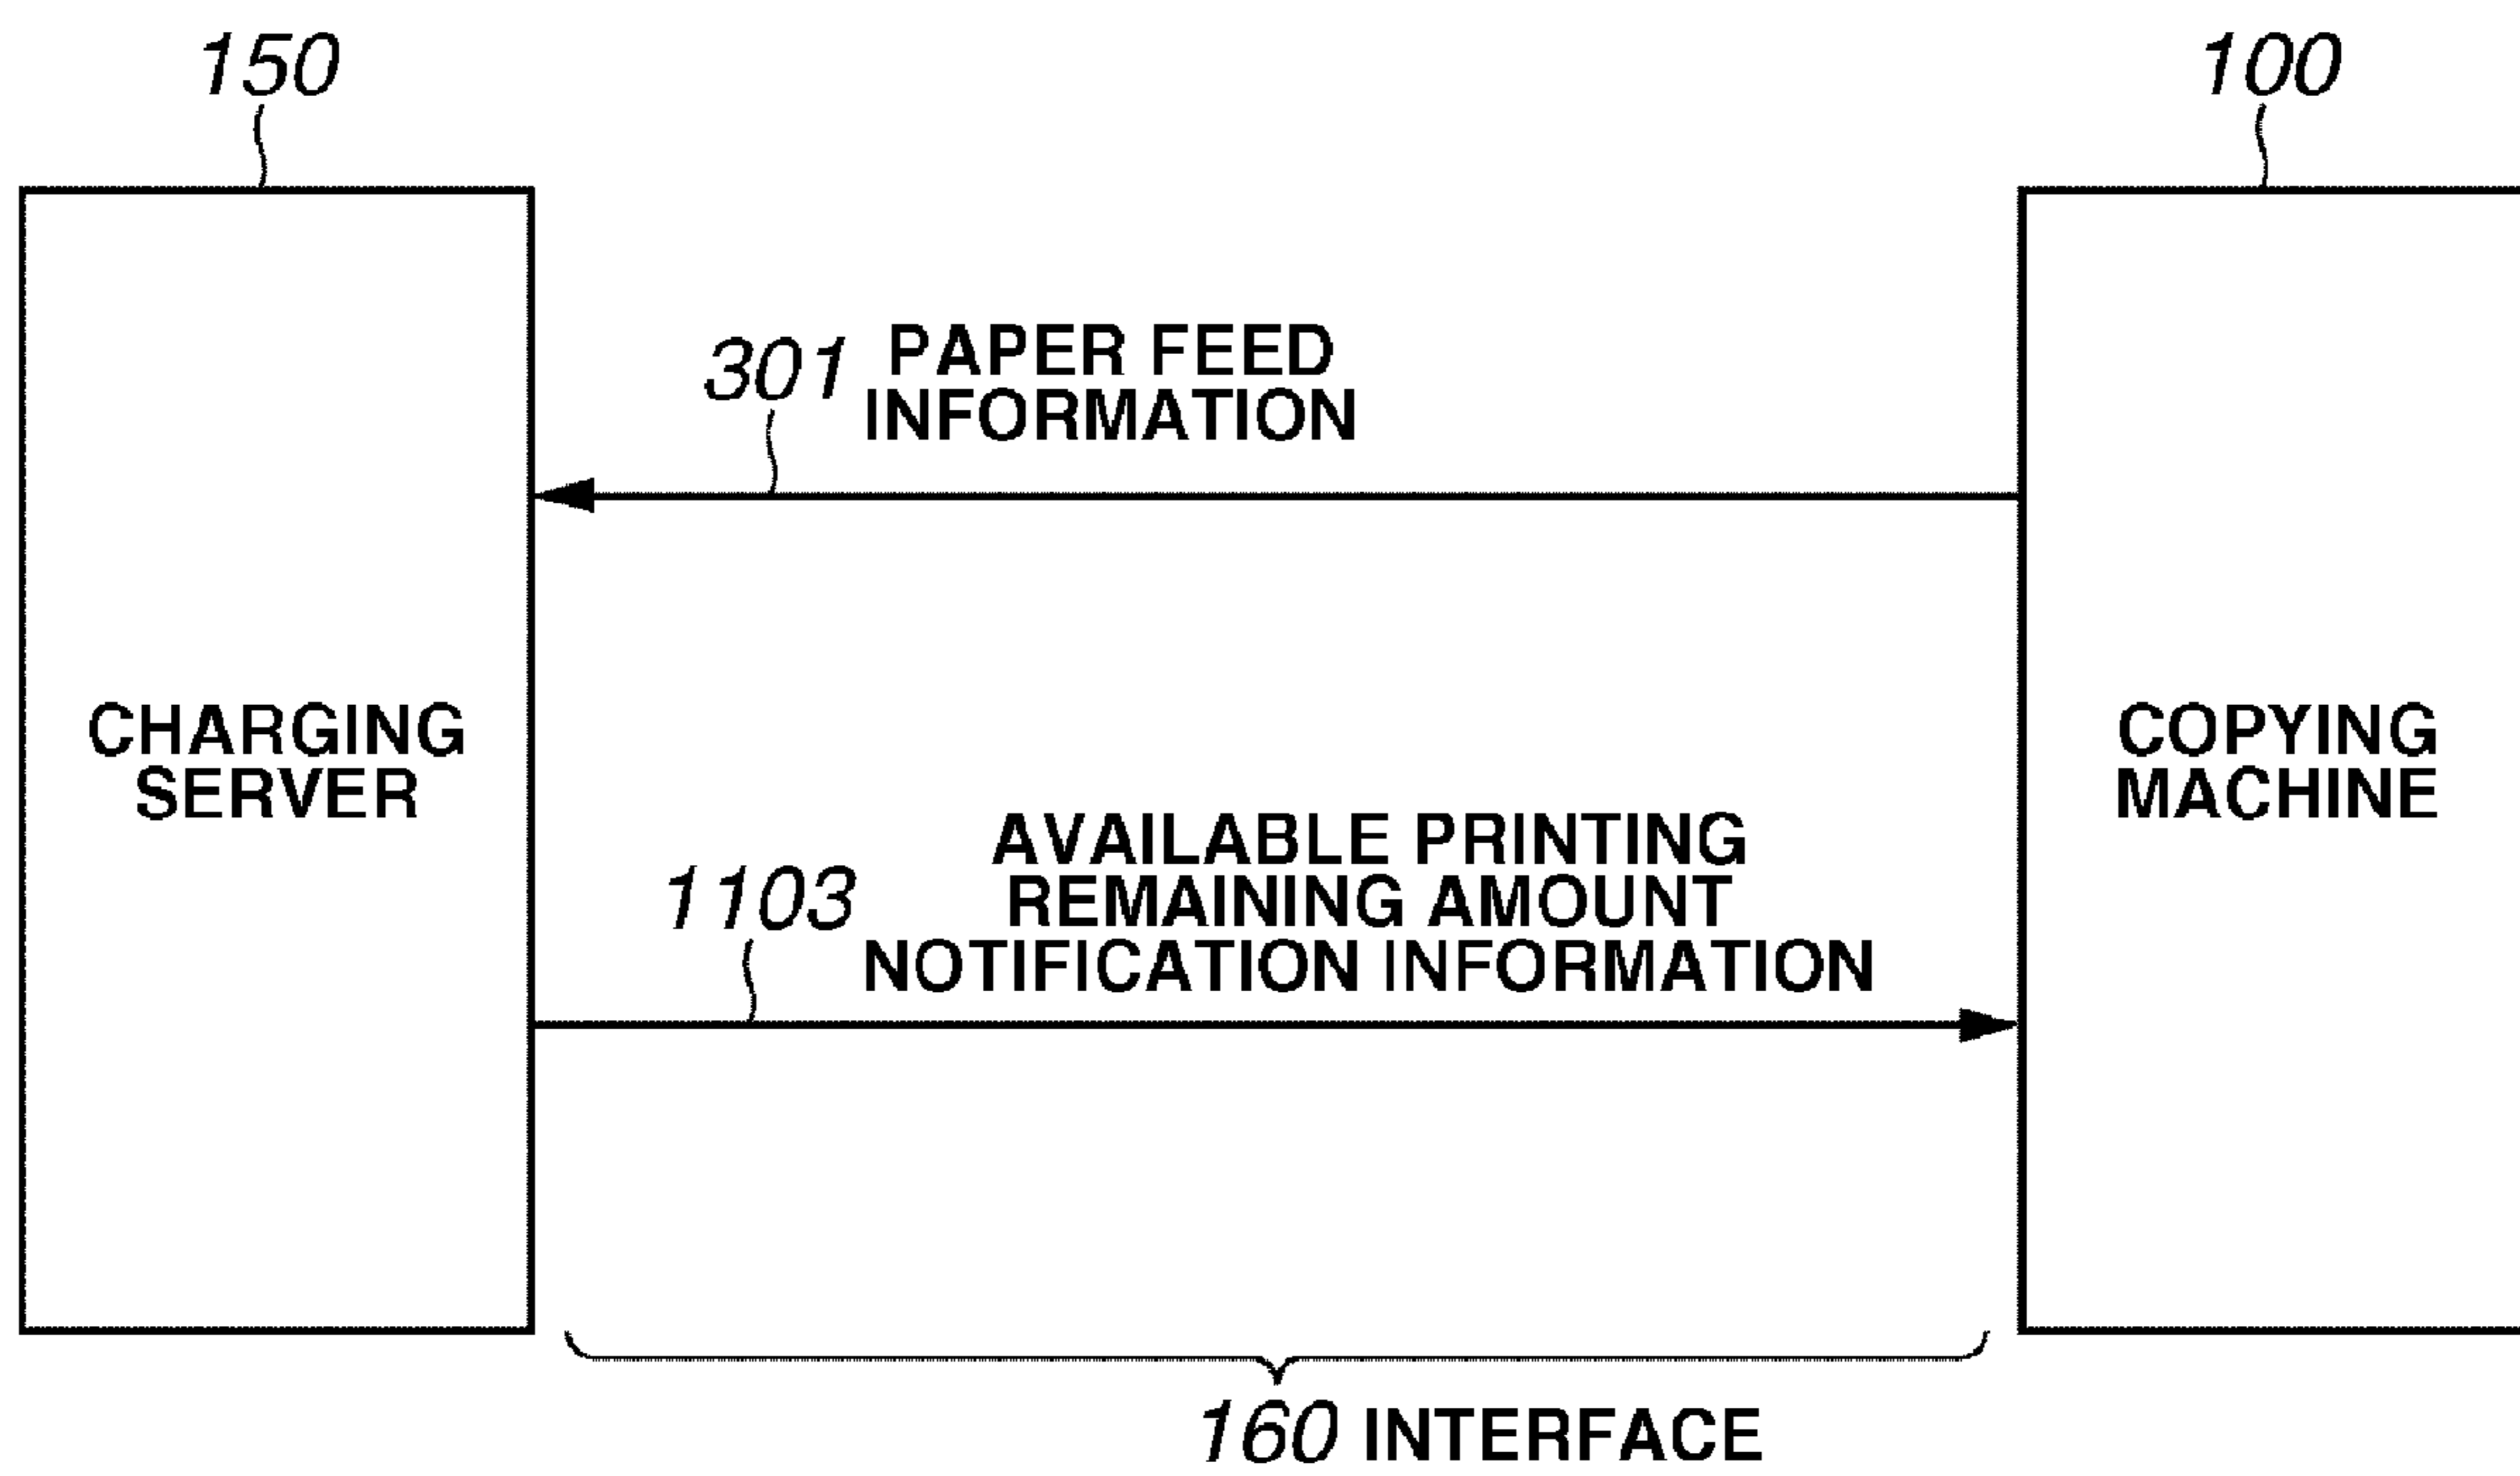 150
100
301
PAPER FEED
INFORMATION
CHARGING
SERVER
COPYING
MACHINE
1103
AVAILABLE PRINTING
REMAINING AMOUNT
NOTIFICATION INFORMATION
160 INTERFACE